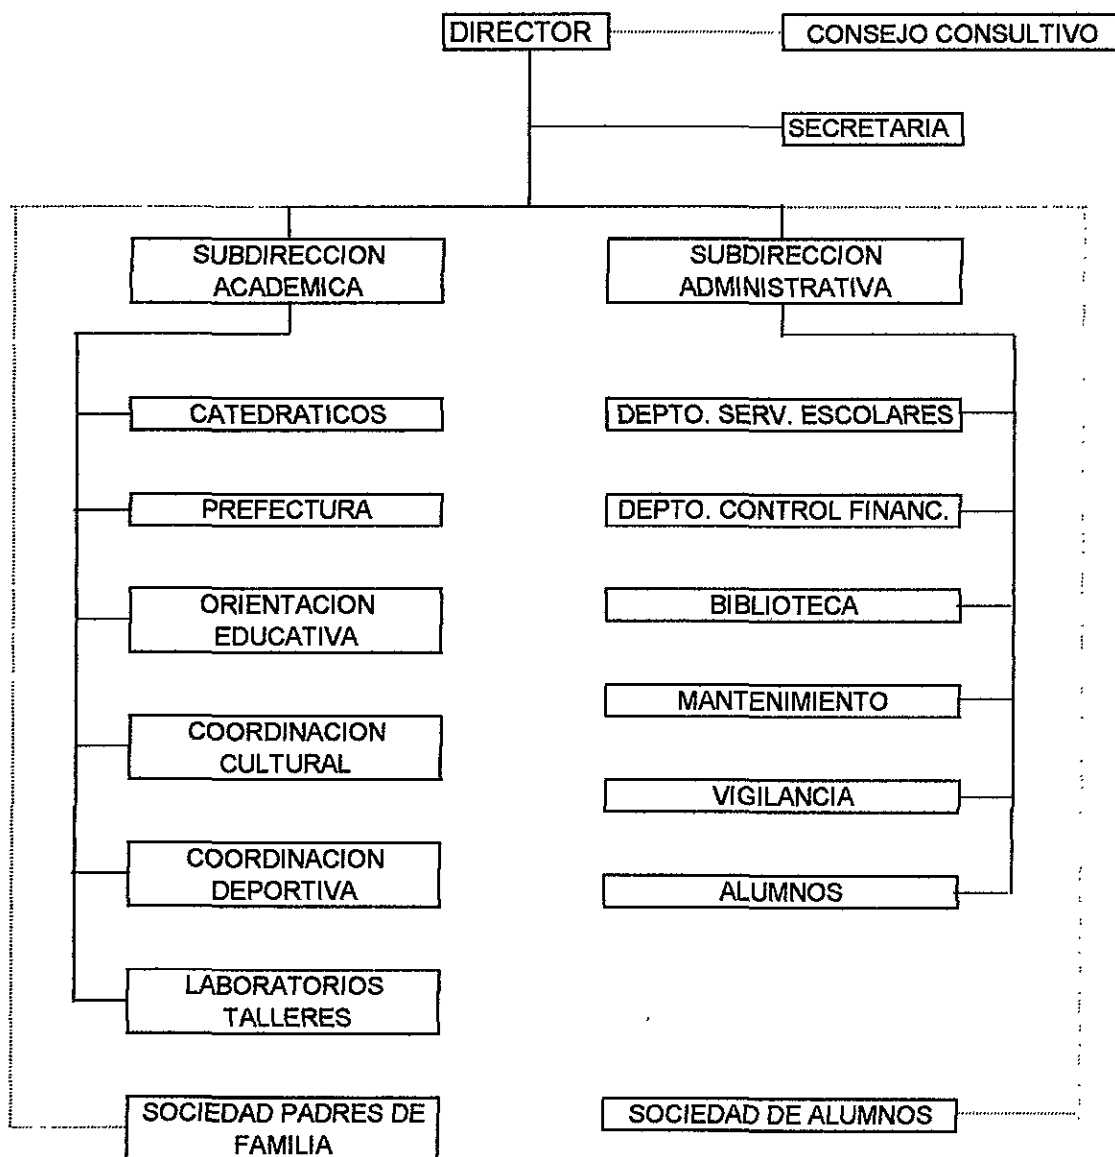 DIRECTOR
CONSEJO CONSULTIVO
SECRETARIA
SUBDIRECCION
ACADEMICA
SUBDIRECCION
ADMINISTRATIVA
CATEDRATICOS
PREFECTURA
ORIENTACION
EDUCATIVA
COORDINACION
CULTURAL
COORDINACION
DEPORTIVA
LABORATORIOS
TALLERES
SOCIEDAD PADRES DE
FAMILIA
DEPTO. SERV. ESCOLARES
DEPTO. CONTROL FINANC.
BIBLIOTECA
MANTENIMIENTO
VIGILANCIA
ALUMNOS
SOCIEDAD DE ALUMNOS